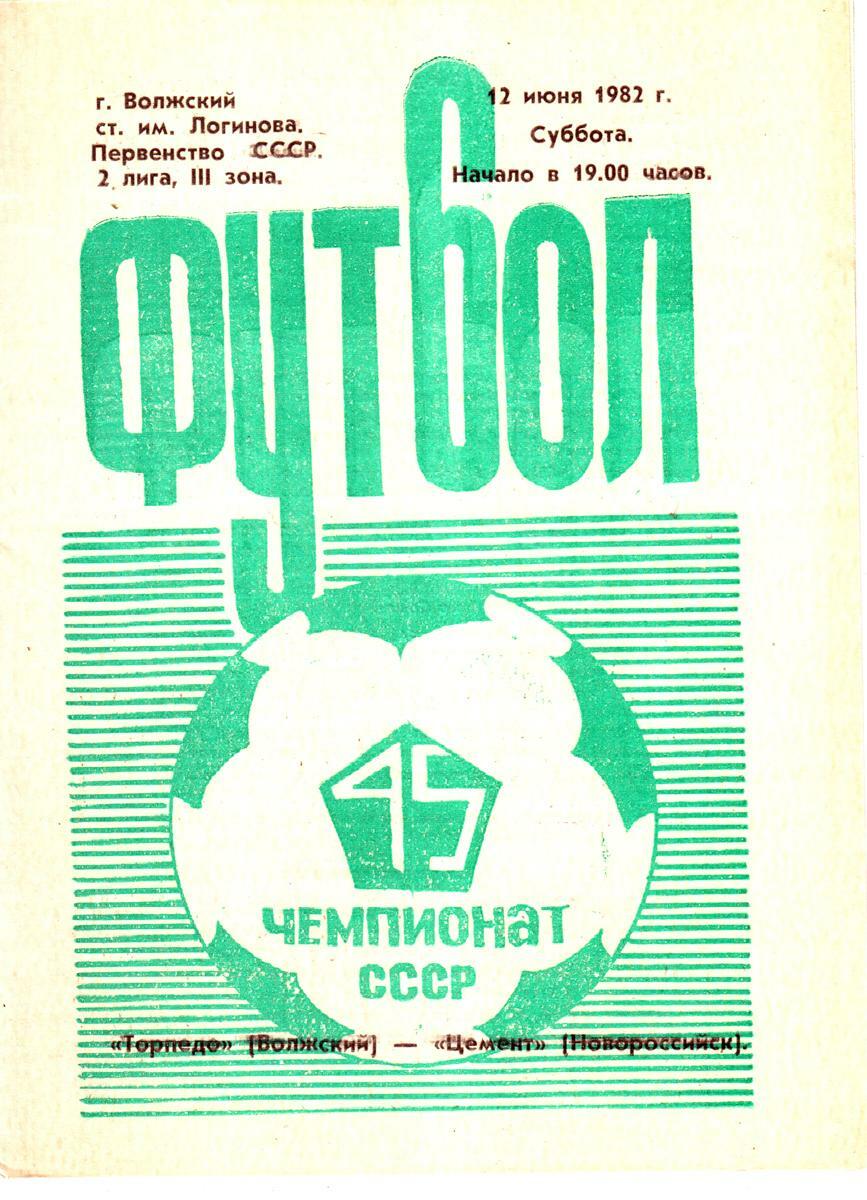 г. Волжский
ст. им. Логинова.
Первенство СССР.
2 лига, III зона.
12 июня 1982 г.
Суббота.
Начало в 19.00 часов.
футбол
45
ЧЕМПИОНАТ
СССР
«Торпедо» (Волжский) — «Цемент» (Новороссийск).